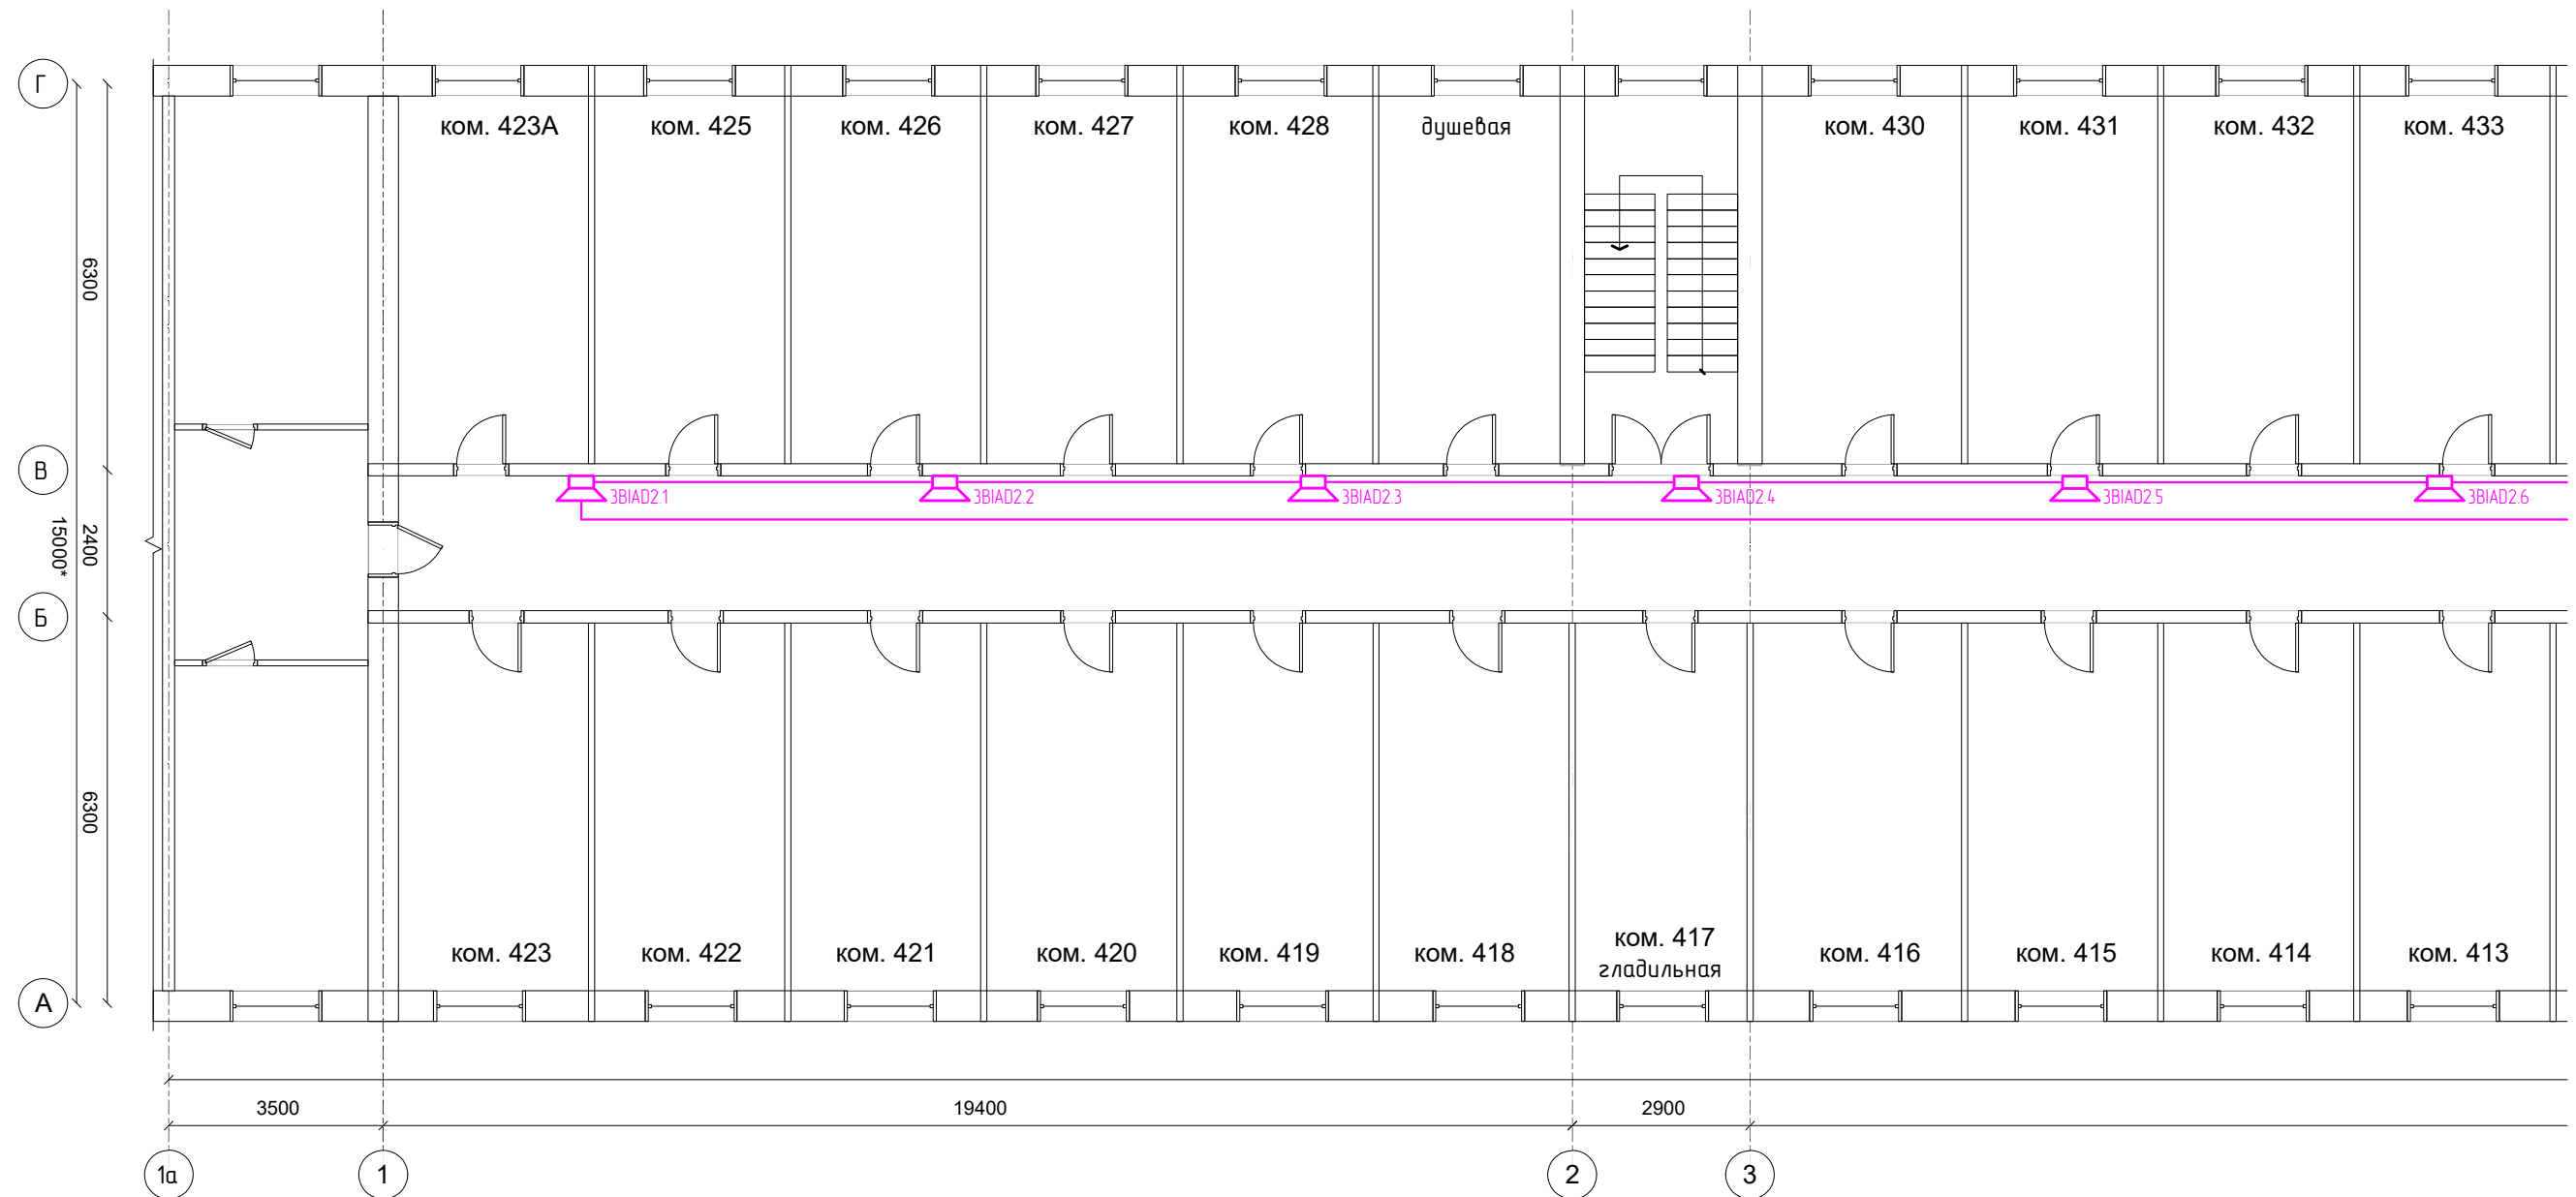 Г
ком. 423А
ком. 425
ком. 426
ком. 427
ком. 428
душевая
ком. 430
ком. 431
ком. 432
ком. 433
6300
В
3BIAD2.1
3BIAD2.2
3BIAD2.3
3BIAD2.4
3BIAD2.5
3BIAD2.6
2400
15000*
Б
6300
ком. 423
ком. 422
ком. 421
ком. 420
ком. 419
ком. 418
ком. 417
гладильная
ком. 416
ком. 415
ком. 414
ком. 413
А
3500
19400
2900
1а
1
2
3